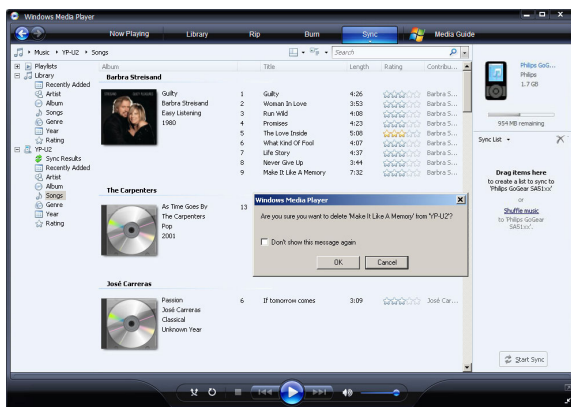 Windows Media Player
Now Playing
Library
Rip
Burn
Sync
Media Guide
Music ▸ YP-U2 ▸ Songs
Search
Playlists
Library
Recently Added
Artist
Album
Songs
Genre
Year
Rating
YP-U2
Sync Results
Recently Added
Artist
Album
Songs
Genre
Year
Rating
Album
Title
Length
Rating
Contribu...
Barbra Streisand
Guilty
Barbra Streisand
Easy Listening
1980
1 Guilty 4:26 Barbra S...
2 Woman In Love 3:53 Barbra S...
3 Run Wild 4:08 Barbra S...
4 Promises 4:23 Barbra S...
5 The Love Inside 5:08 Barbra S...
6 What Kind Of Fool 4:07 Barbra S...
7 Life Story 4:37 Barbra S...
8 Never Give Up 3:44 Barbra S...
9 Make It Like A Memory 7:32 Barbra S...
The Carpenters
As Time Goes By
The Carpenters
Pop
2001
13
Windows Media Player
Are you sure you want to delete 'Make It Like A Memory' from 'YP-U2'?
Don't show this message again
OK
Cancel
José Carreras
Passion
José Carreras
Classical
Unknown Year
6 If tomorrow comes 3:09 José Car...
Philips GoG...
Philips
1.7 GB
954 MB remaining
Sync List
Drag items here
to create a list to sync to
'Philips GoGear SA51xx'.
or
Shuffle music
to 'Philips GoGear
SA51xx'.
Start Sync